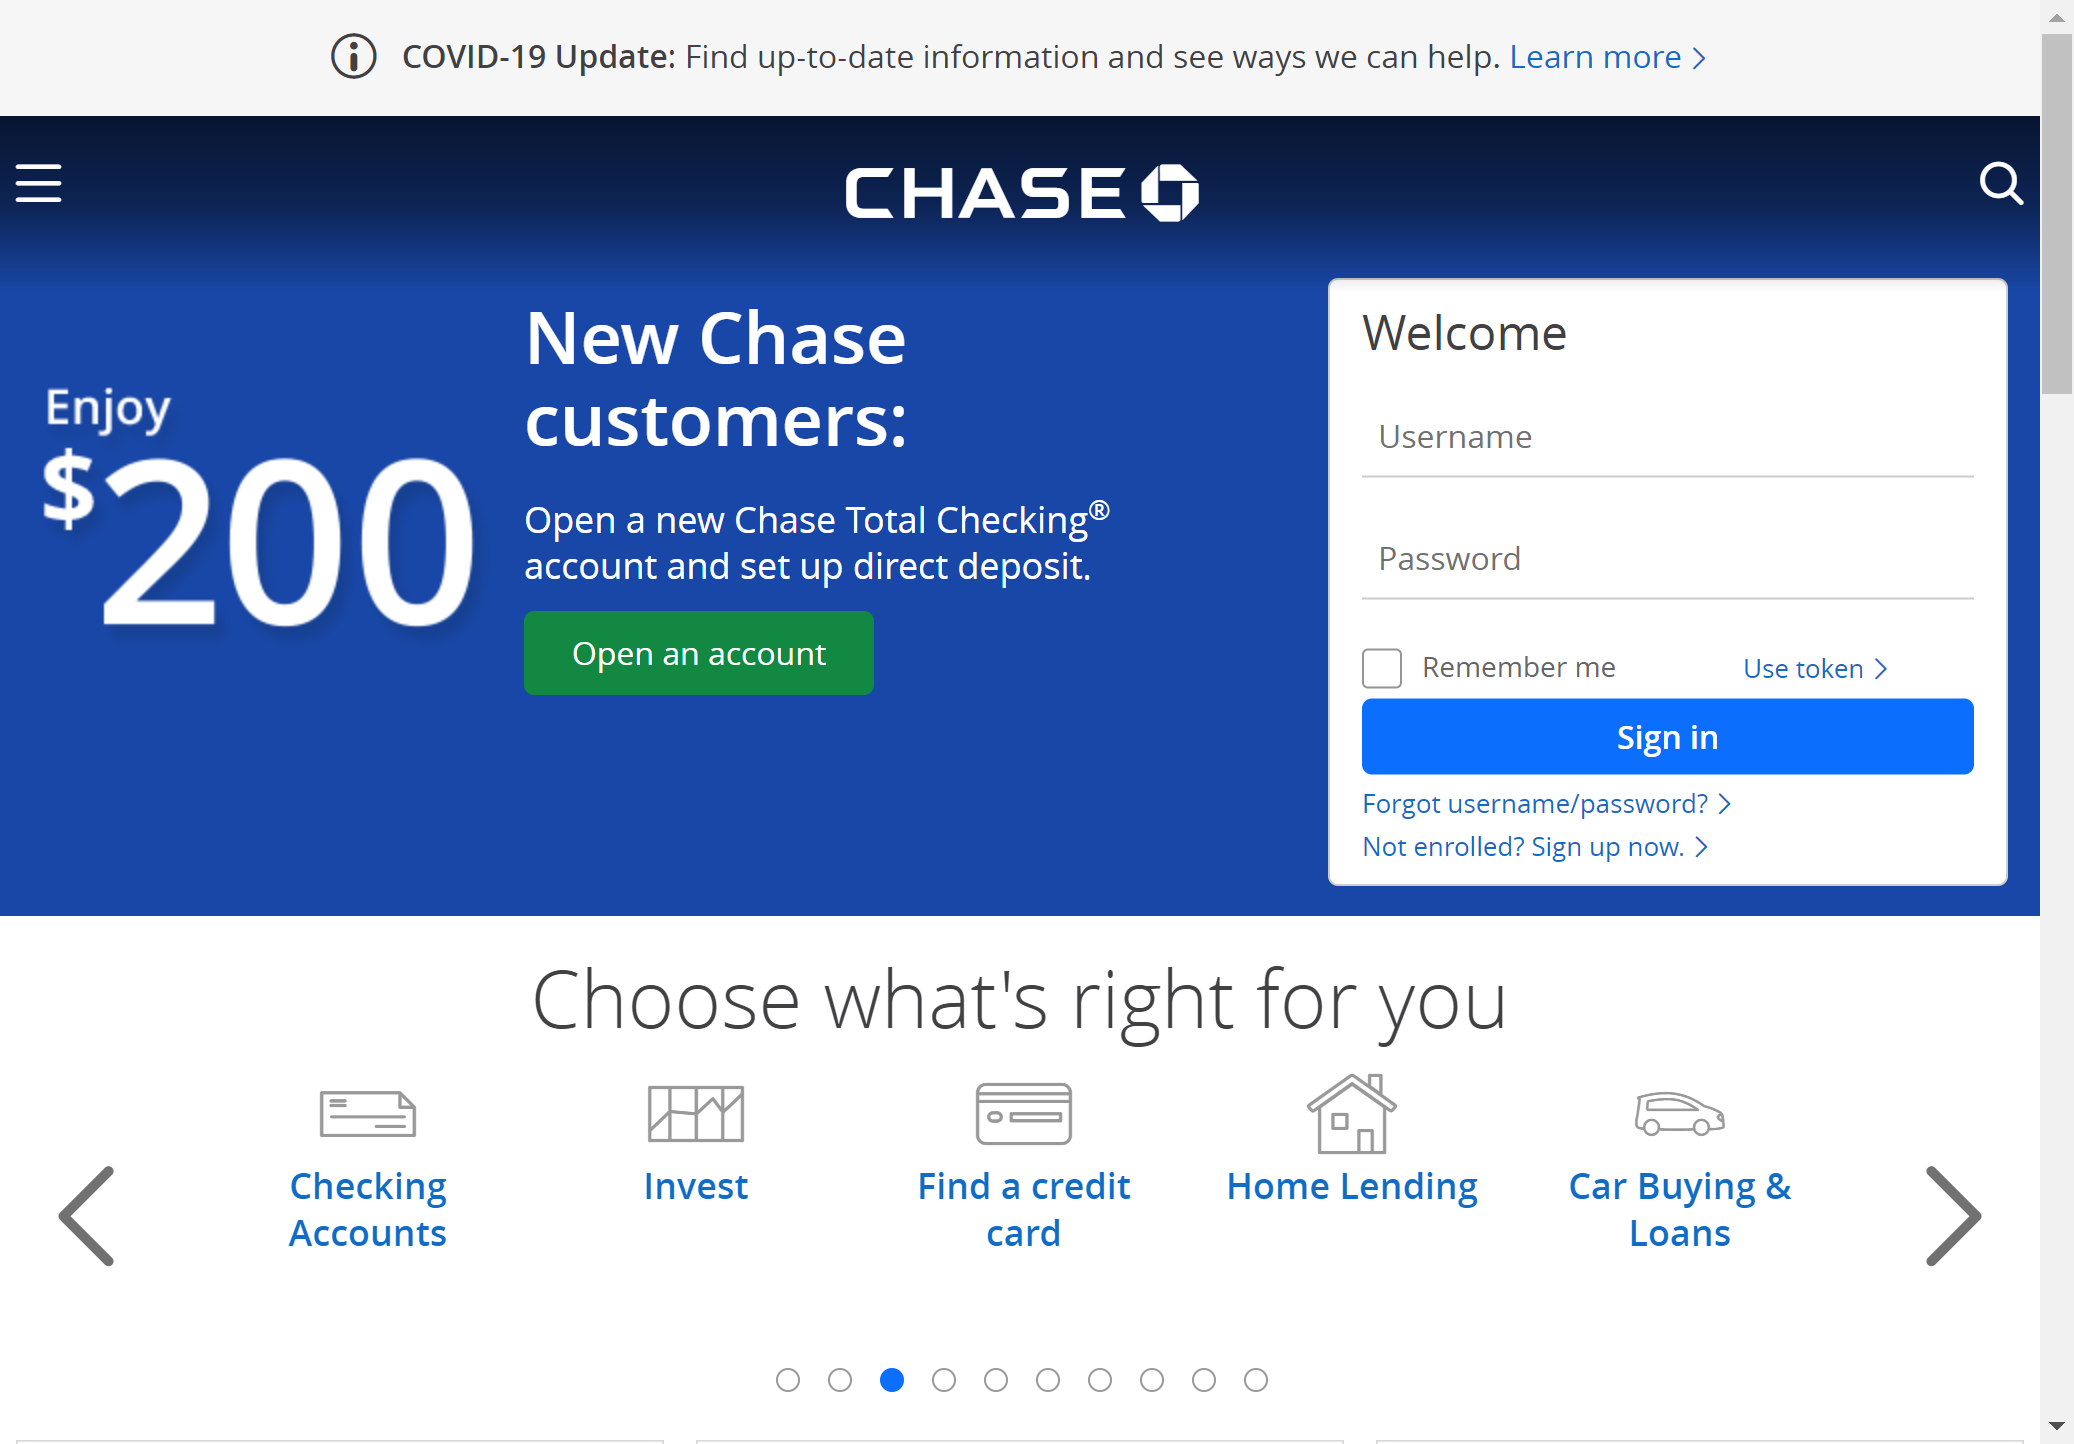 COVID-19 Update: Find up-to-date information and see ways we can help. Learn more
CHASE
Enjoy
$200
New Chase
customers:
Open a new Chase Total Checking®
account and set up direct deposit.
Open an account
Welcome
Username
Password
Remember me
Use token
Sign in
Forgot username/password?
Not enrolled? Sign up now.
Choose what's right for you
Checking
Accounts
Invest
Find a credit
card
Home Lending
Car Buying &
Loans